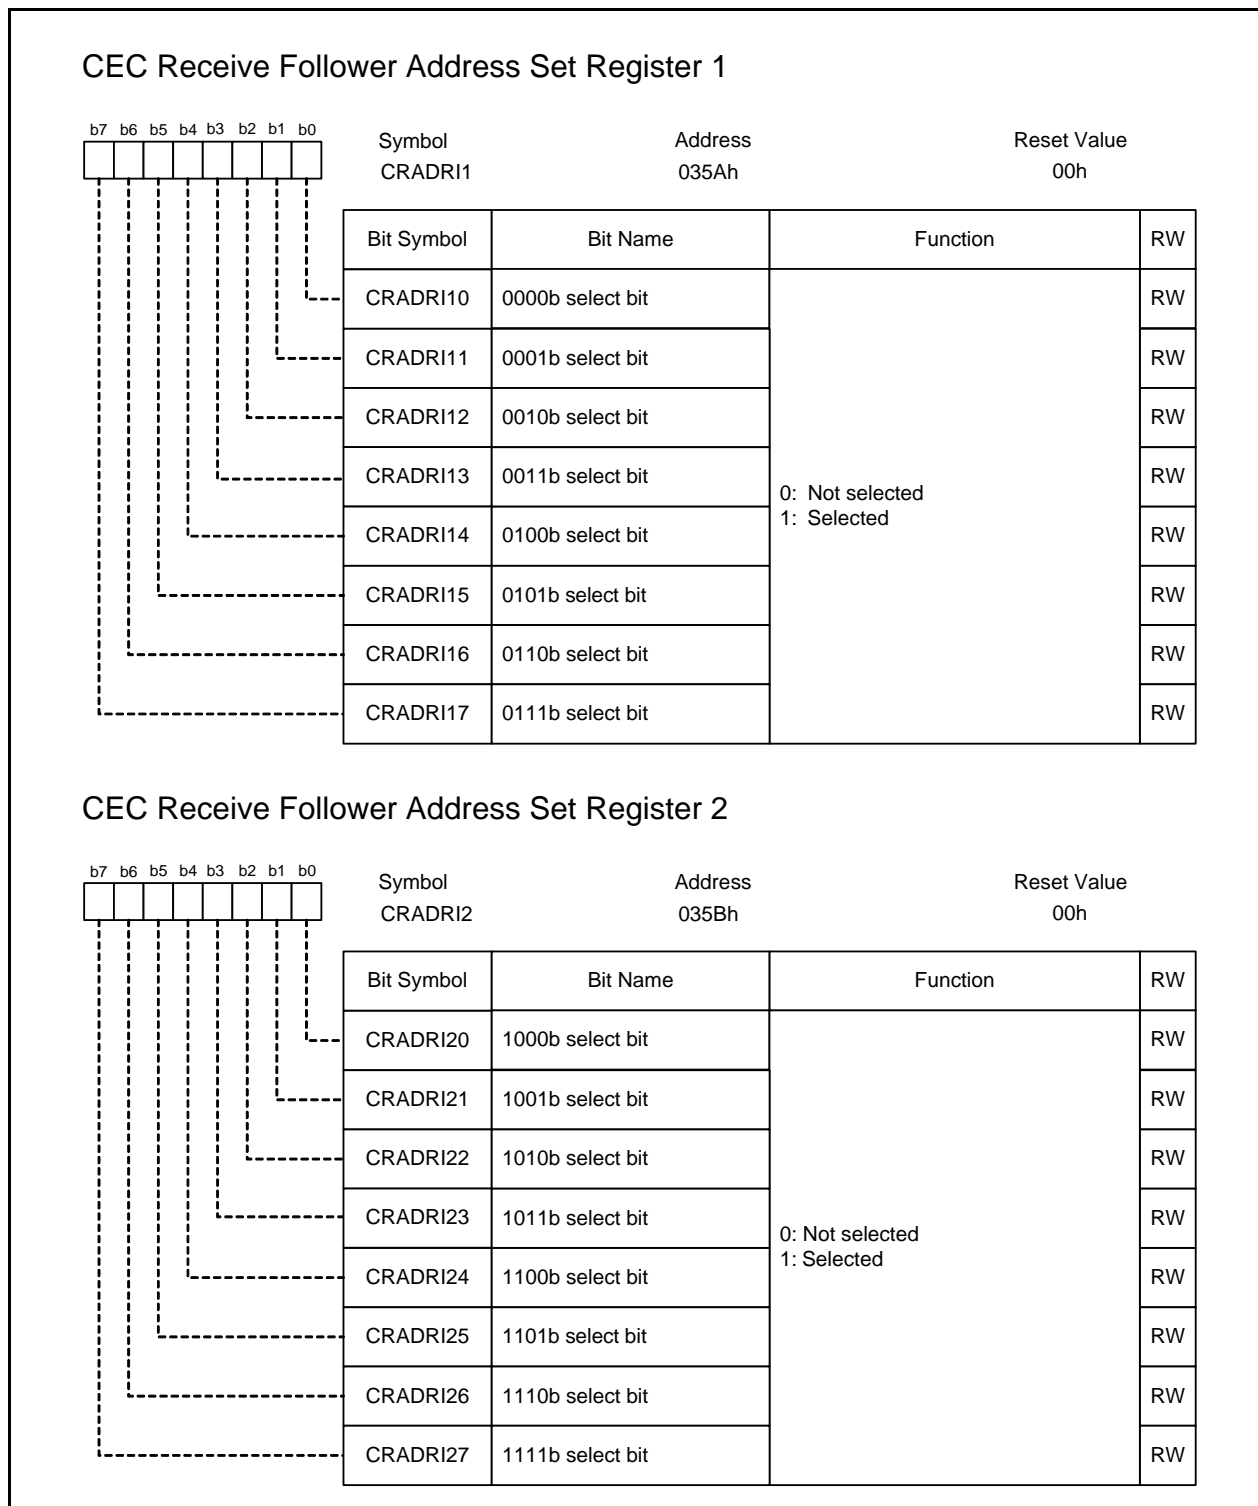 CEC Receive Follower Address Set Register 1
b7 b6 b5 b4 b3 b2 b1 b0
Symbol Address Reset Value
CRADRI1 035Ah 00h
Bit Symbol Bit Name Function RW
CRADRI10 0000b select bit RW
CRADRI11 0001b select bit RW
CRADRI12 0010b select bit RW
CRADRI13 0011b select bit RW
0: Not selected
1: Selected
CRADRI14 0100b select bit RW
CRADRI15 0101b select bit RW
CRADRI16 0110b select bit RW
CRADRI17 0111b select bit RW
CEC Receive Follower Address Set Register 2
b7 b6 b5 b4 b3 b2 b1 b0
Symbol Address Reset Value
CRADRI2 035Bh 00h
Bit Symbol Bit Name Function RW
CRADRI20 1000b select bit RW
CRADRI21 1001b select bit RW
CRADRI22 1010b select bit RW
CRADRI23 1011b select bit RW
0: Not selected
1: Selected
CRADRI24 1100b select bit RW
CRADRI25 1101b select bit RW
CRADRI26 1110b select bit RW
CRADRI27 1111b select bit RW